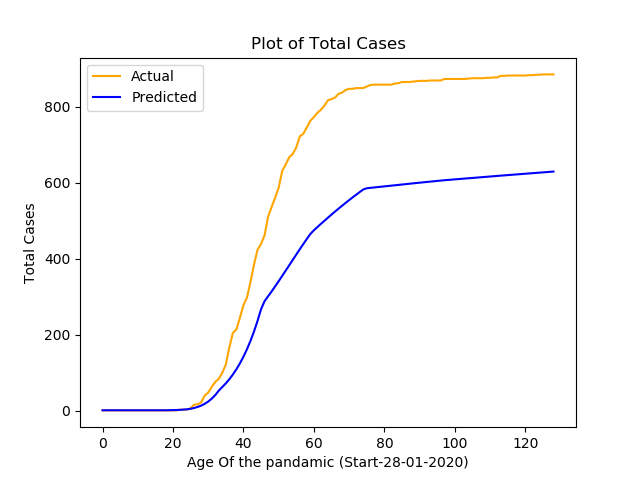 Plot of Total Cases
Actual
Predicted
800
600
400
200
0
Total Cases
0 20 40 60 80 100 120
Age Of the pandamic (Start-28-01-2020)